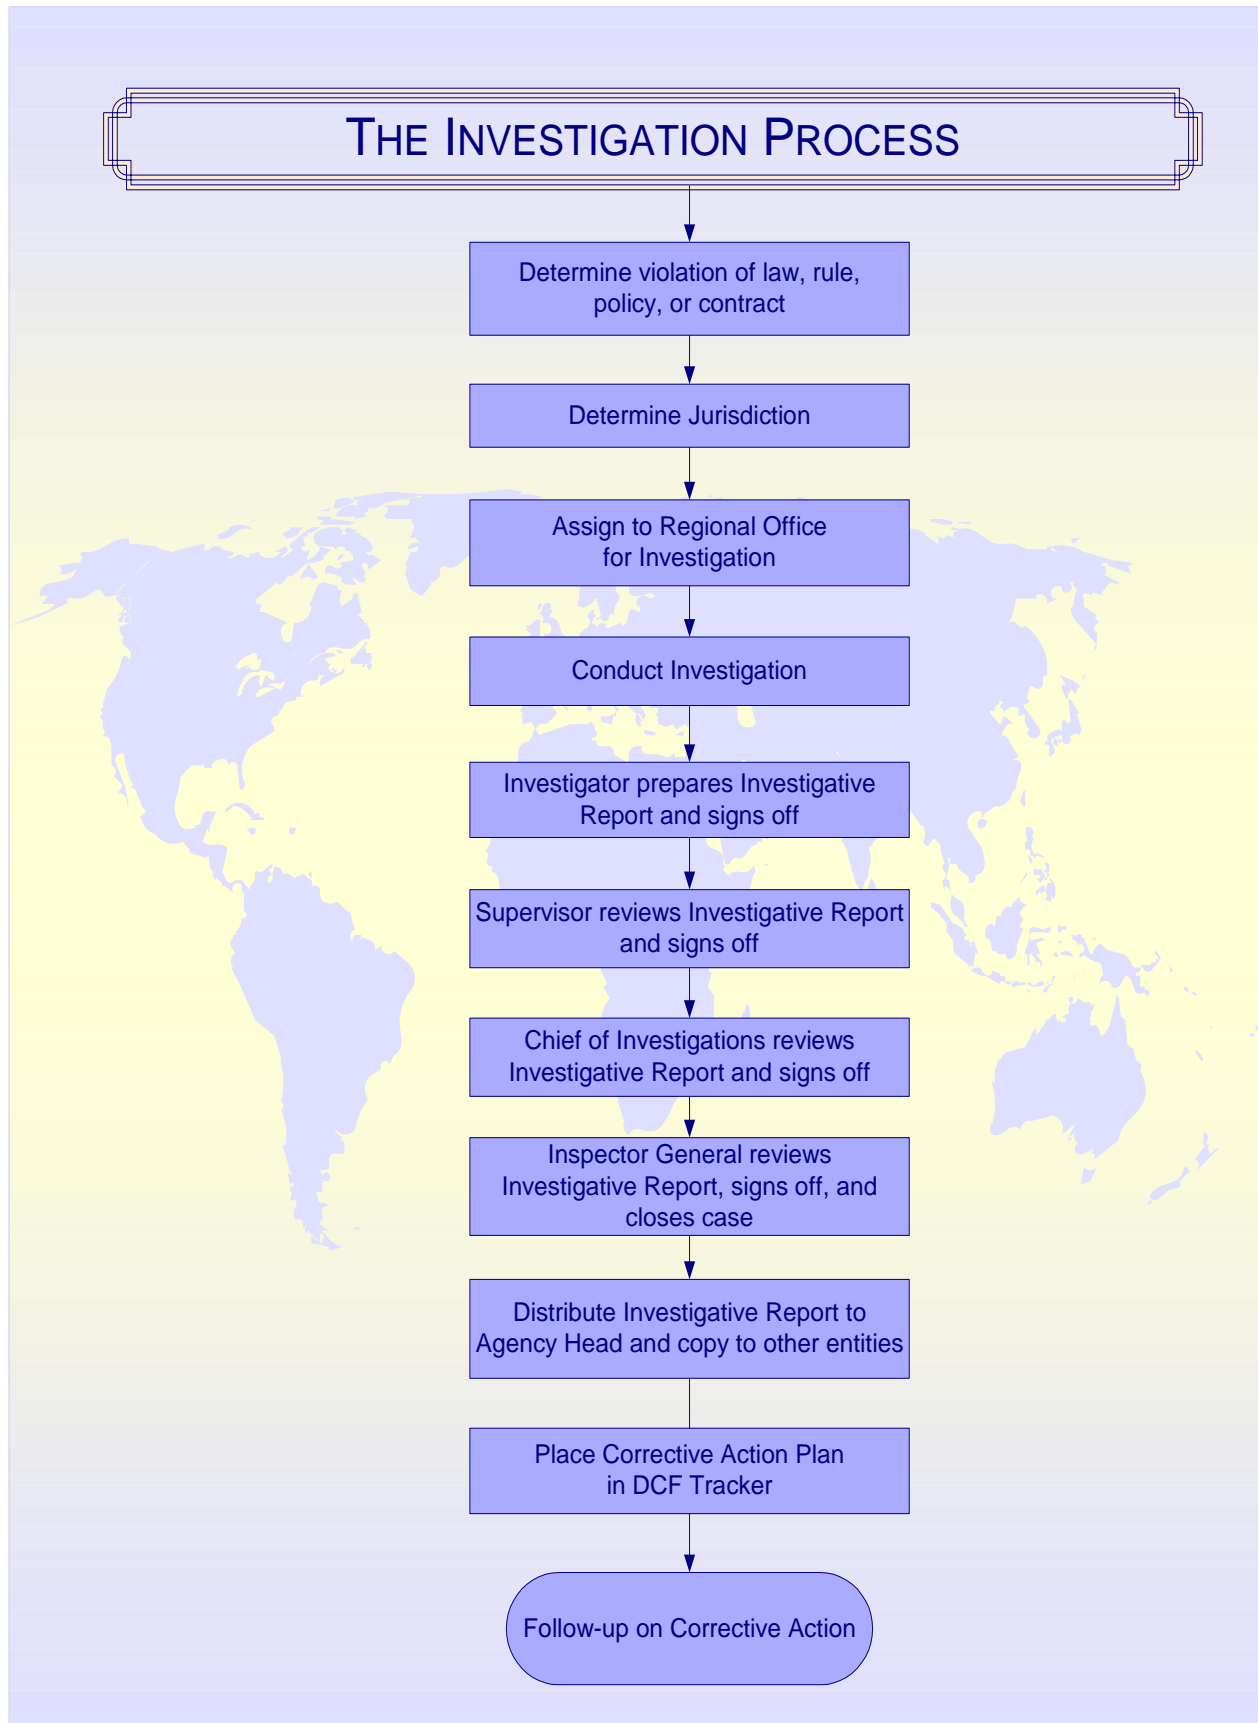 THE INVESTIGATION PROCESS
Determine violation of law, rule,
policy, or contract
Determine Jurisdiction
Assign to Regional Office
for Investigation
Conduct Investigation
Investigator prepares Investigative
Report and signs off
Supervisor reviews Investigative Report
and signs off
Chief of Investigations reviews
Investigative Report and signs off
Inspector General reviews
Investigative Report, signs off, and
closes case
Distribute Investigative Report to
Agency Head and copy to other entities
Place Corrective Action Plan
in DCF Tracker
Follow-up on Corrective Action